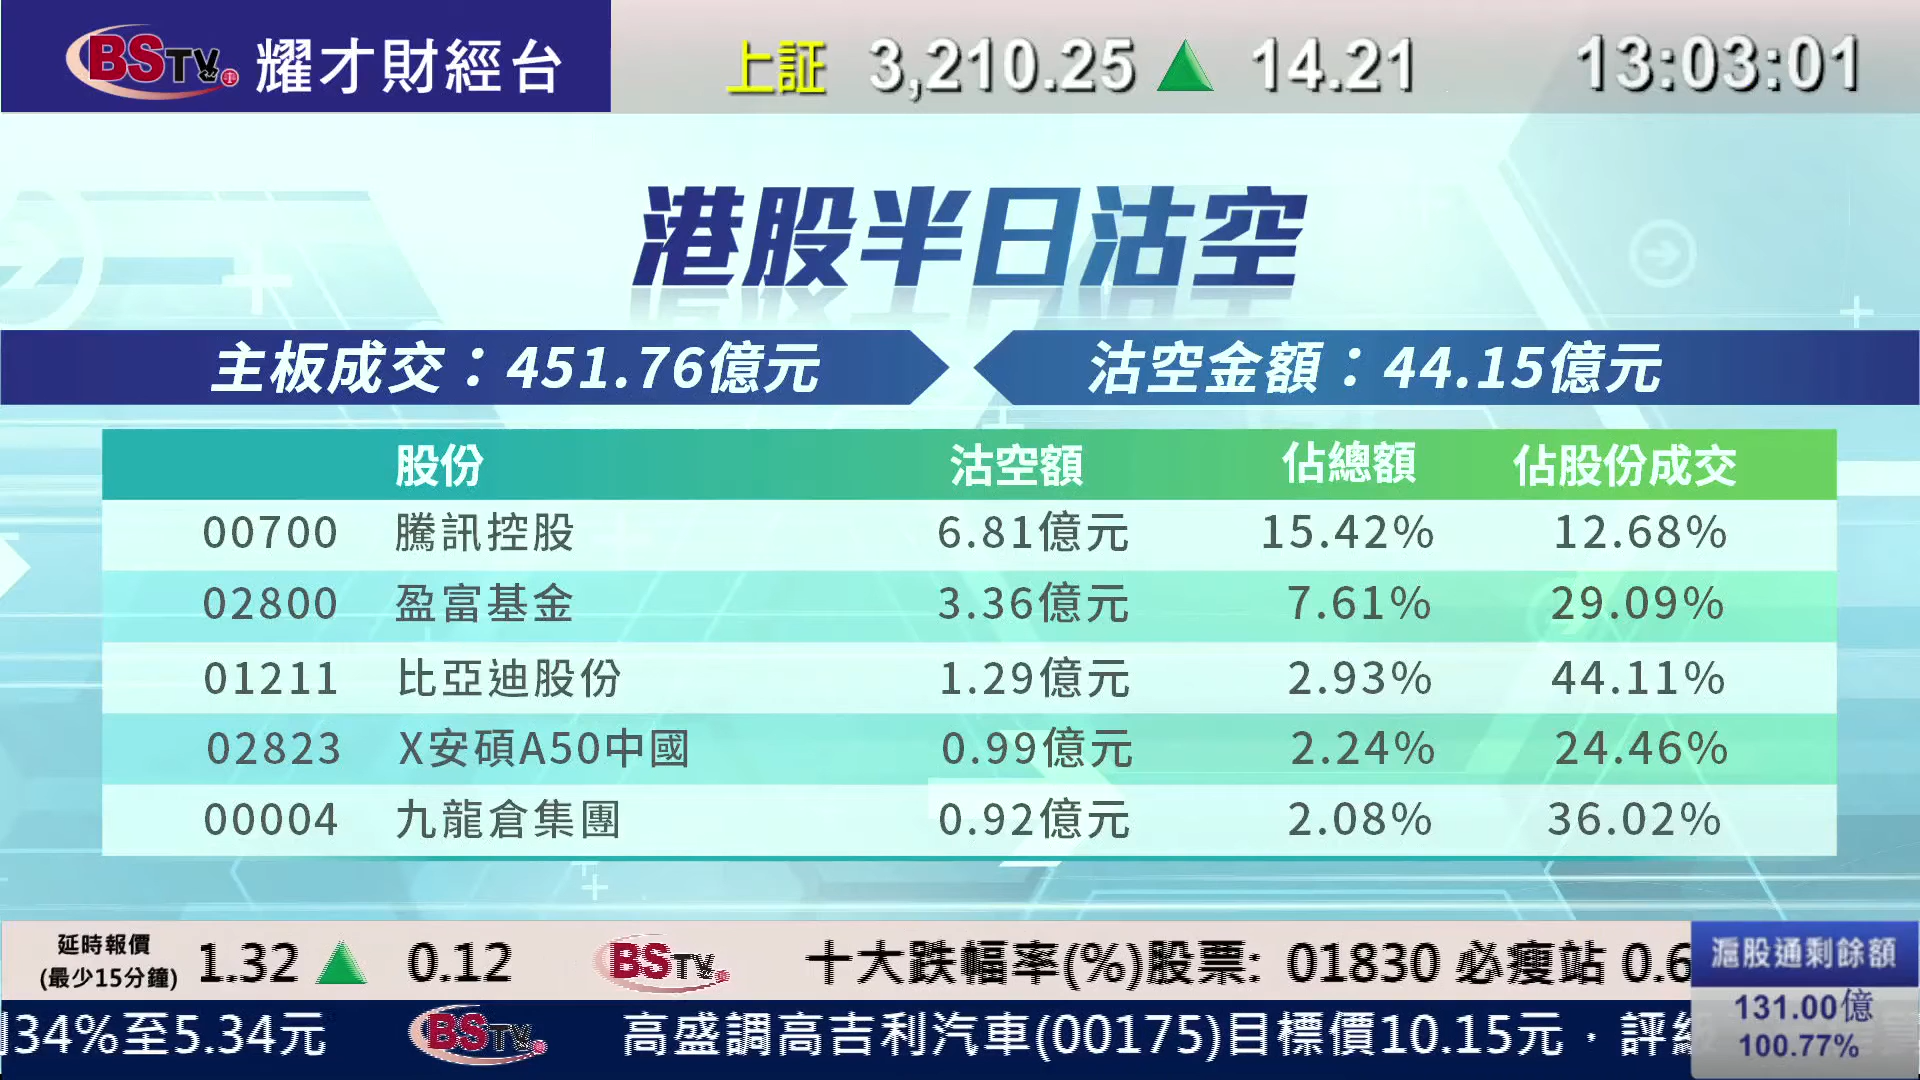 BSTV 耀才財經台 上証 3,210.25 ▲ 14.21 13:03:01
港股半日沽空
主板成交：451.76億元 沽空金額：44.15億元
股份 沽空額 佔總額 佔股份成交
00700 騰訊控股 6.81億元 15.42% 12.68%
02800 盈富基金 3.36億元 7.61% 29.09%
01211 比亞迪股份 1.29億元 2.93% 44.11%
02823 X安碩A50中國 0.99億元 2.24% 24.46%
00004 九龍倉集團 0.92億元 2.08% 36.02%
延時報價
(最少15分鐘) 1.32 ▲ 0.12 BSTV 十大跌幅率(%)股票: 01830 必瘦站 0.6
滬股通剩餘額
131.00億
100.77%
34%至5.34元 BSTV 高盛調高吉利汽車(00175)目標價10.15元，評